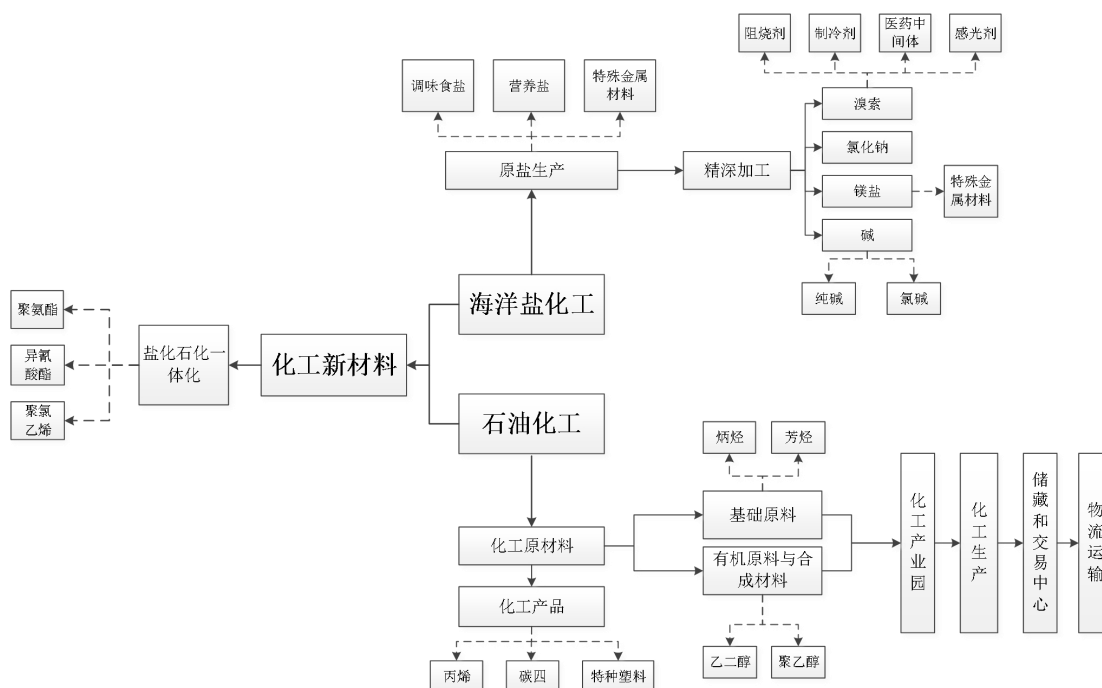 阻烧剂
制冷剂
医药中
间体
感光剂
调味食盐
营养盐
特殊金属
材料
溴索
氯化钠
原盐生产
精深加工
镁盐
特殊金
属材料
碱
纯碱
氯碱
海洋盐化工
聚氨酯
异氰
酸酯
聚氯
乙烯
盐化石化一
体化
化工新材料
石油化工
炳烃
芳烃
基础原料
化工原材料
有机原料与合
成材料
化工产品
乙二醇
聚乙醇
丙烯
碳四
特种塑料
化工产业园
化工生产
储藏和交易中心
物流运输